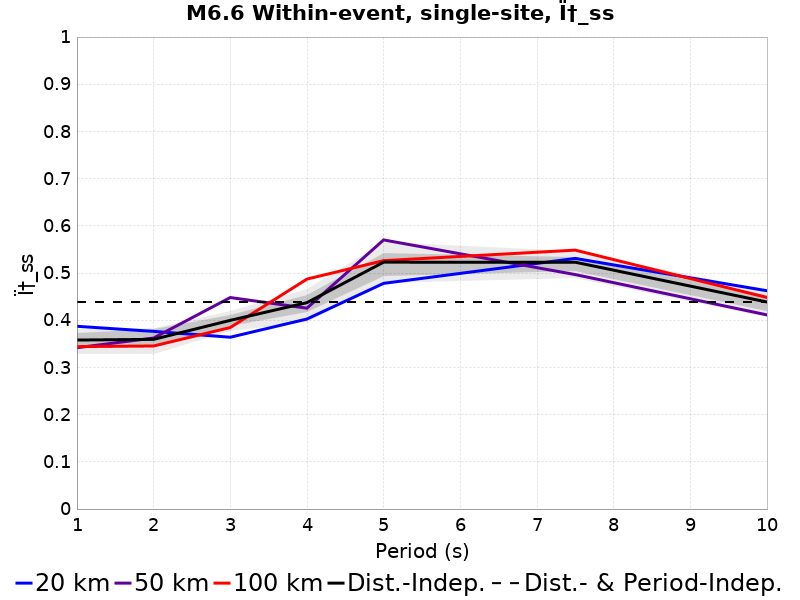 M6.6 Within-event, single-site, Ï†_ss
1
0.9
0.8
0.7
0.6
0.5
0.4
0.3
0.2
0.1
0
Ï†_ss
1 2 3 4 5 6 7 8 9 10
Period (s)
20 km 50 km 100 km Dist.-Indep. Dist.- & Period-Indep.